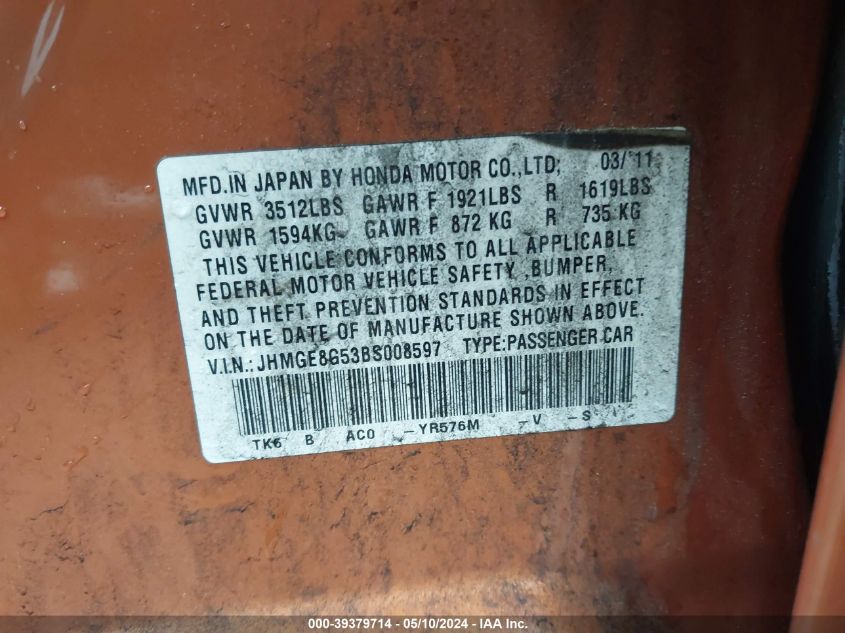 MFD.IN JAPAN BY HONDA MOTOR CO.,LTD; 03/'11
GVWR 3512LBS GAWR F 1921LBS R 1619LBS
GVWR 1594KG GAWR F 872 KG R 735 KG
THIS VEHICLE CONFORMS TO ALL APPLICABLE
FEDERAL MOTOR VEHICLE SAFETY ,BUMPER,
AND THEFT PREVENTION STANDARDS IN EFFECT
ON THE DATE OF MANUFACTURE SHOWN ABOVE.
V.I.N.: JHMGE8G53BS008597 TYPE:PASSENGER CAR
TK6 B AC0 -YR576M -V -S
000-39379714 - 05/10/2024 - IAA Inc.